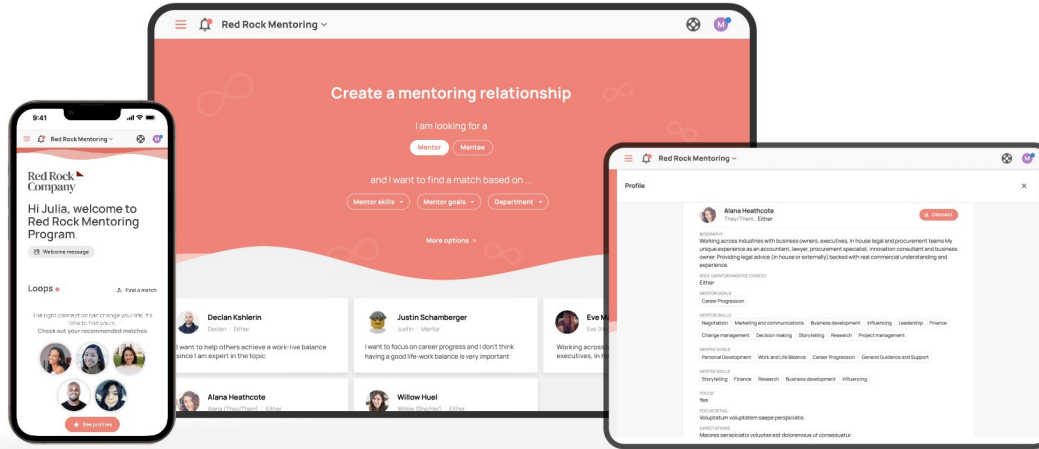 9:41
Red Rock Mentoring
M
Red Rock
Company
Hi Julia, welcome to
Red Rock Mentoring
Program.
Welcome message
Loops
Find a match
The right connection can change your life, it's
time to find yours
Check out your recommended matches
See profiles
Red Rock Mentoring
M
Create a mentoring relationship
I am looking for a
Mentor
Mentee
and I want to find a match based on ...
Mentor skills
Mentor goals
Department
More options
Declan Kshlerin
Declan
Either
I want to help others achieve a work-live balance
since I am expert in the topic
Justin Schamberger
Justin
Mentor
I want to focus on career progress and I don't think
having a good life-work balance is very important
Eve
Working across
executives, in
Alana Heathcote
Alana (They/Them)
Either
Willow Huel
Willow (She/Her)
Either
Red Rock Mentoring
M
Profile
Alana Heathcote
They/Them, Either
Connect
BIOGRAPHY
Working across industries with business owners, executives, in house legal and procurement teams My
unique experience as an accountant, lawyer, procurement specialist, innovation consultant and business
owner. Providing legal advice (in house or externally) backed with real commercial understanding and
experience.
ROLE (MENTOR/MENTEE CHOICE)
Either
MENTOR GOALS
Career Progression
MENTOR SKILLS
Negotiation Marketing and communications Business development Influencing Leadership Finance
Change management Decision making Storytelling Research Project management
MENTEE GOALS
Personal Development Work and Life Balance Career Progression General Guidance and Support
MENTEE SKILLS
Storytelling Finance Research Business development Influencing
FOCUS
Yes
FOCUS DETAIL
Voluptatum voluptatem saepe perspiciatis.
EXPECTATIONS
Maiores perspiciatis voluptas est doloremque ut consequatur.